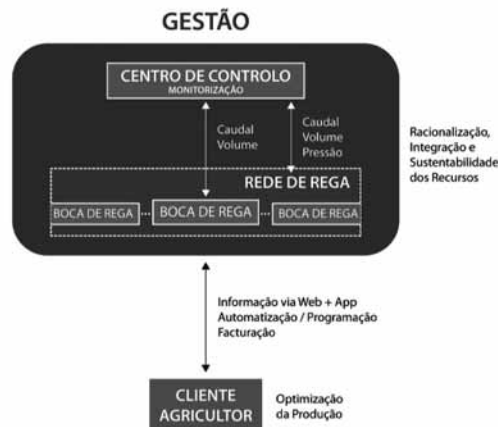 GESTÃO
CENTRO DE CONTROLO
MONITORIZAÇÃO
Caudal
Volume
Caudal
Volume
Pressão
REDE DE REGA
BOCA DE REGA
BOCA DE REGA
BOCA DE REGA
Racionalização,
Integração e
Sustentabilidade
dos Recursos
Informação via Web + App
Automatização / Programação
Facturação
CLIENTE
AGRICULTOR
Optimização
da Produção